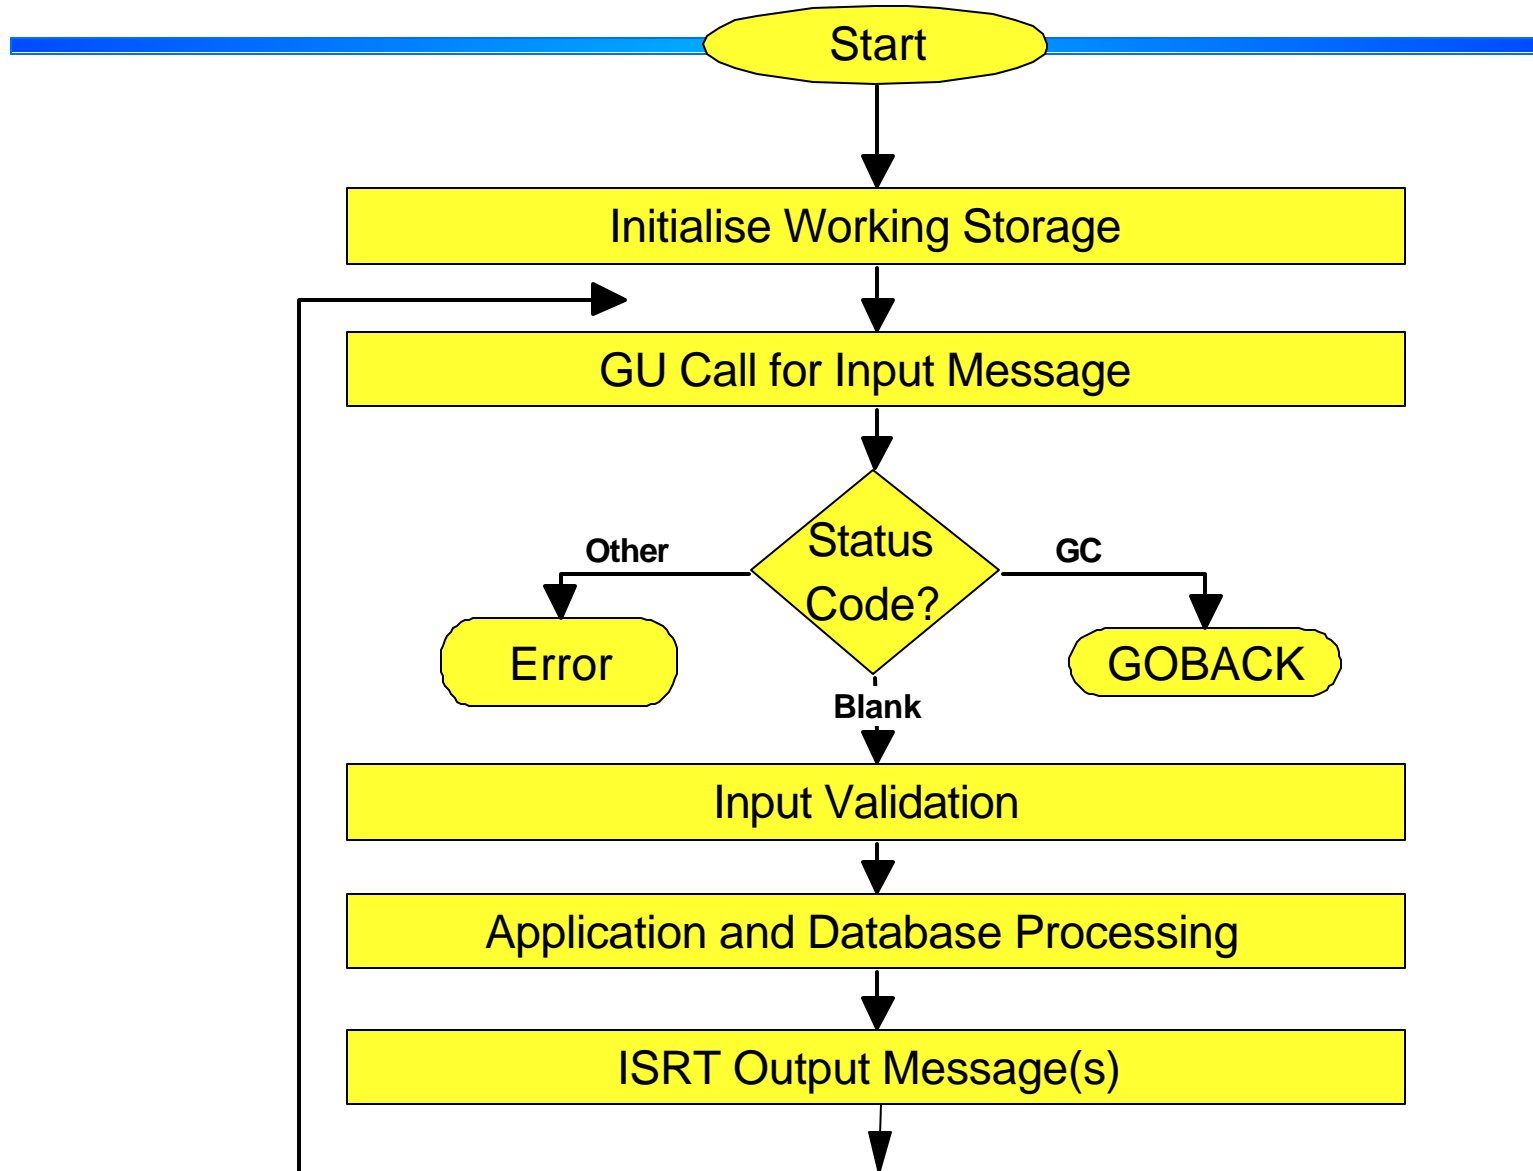 Start
Initialise Working Storage
GU Call for Input Message
Status
Code?
Other
GC
Error
GOBACK
Blank
Input Validation
Application and Database Processing
ISRT Output Message(s)